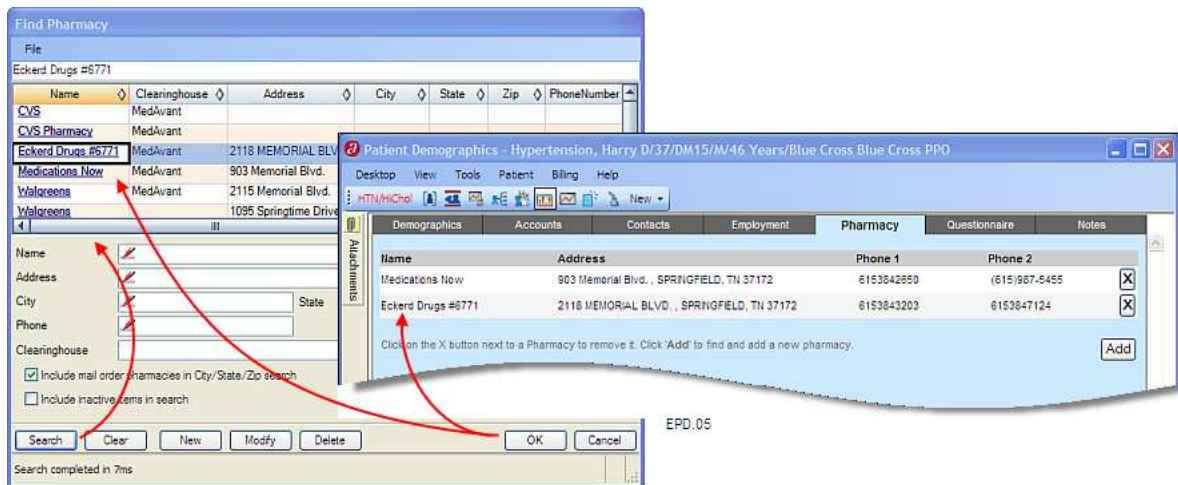 Find Pharmacy
File
Eckerd Drugs #6771
Name Clearinghouse Address City State Zip PhoneNumber
CVS MedAvant
CVS Pharmacy MedAvant
Eckerd Drugs #6771 MedAvant 2118 MEMORIAL BLV
Medications Now MedAvant 903 Memorial Blvd.
Walgreens MedAvant 2115 Memorial Blvd.
Walgreens 1095 Springtime Drive
Name
Address
City State
Phone
Clearinghouse
Include mail order pharmacies in City/State/Zip search
Include inactive items in search
Search Clear New Modify Delete OK Cancel
Search completed in 7ms
Patient Demographics - Hypertension, Harry D/37/DM15/M/46 Years/Blue Cross Blue Cross PPO
Desktop View Tools Patient Billing Help
HTN/HiChol New
Attachments
Demographics Accounts Contacts Employment Pharmacy Questionnaire Notes
Name Address Phone 1 Phone 2
Medications Now 903 Memorial Blvd. , SPRINGFIELD, TN 37172 6153842650 (615)987-5455 X
Eckerd Drugs #6771 2118 MEMORIAL BLVD. , SPRINGFIELD, TN 37172 6153843203 6153847124 X
Click on the X button next to a Pharmacy to remove it. Click 'Add' to find and add a new pharmacy.
Add
EPD.05